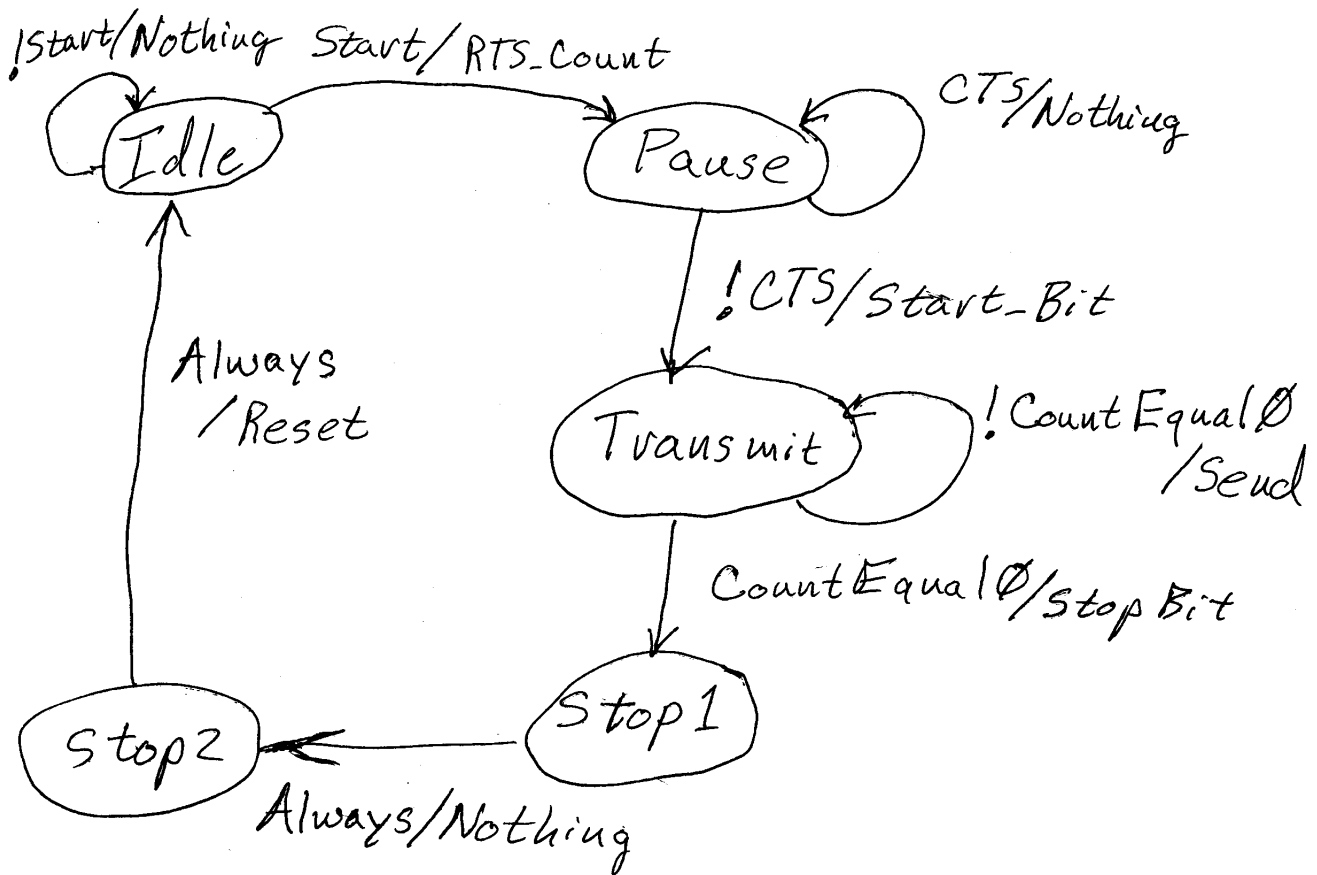 !Start/Nothing
Start/RTS_Count
Idle
Pause
CTS/Nothing
!CTS/Start_Bit
Always
/Reset
Transmit
!CountEqual0
/Send
CountEqual0/StopBit
Stop1
Stop2
Always/Nothing